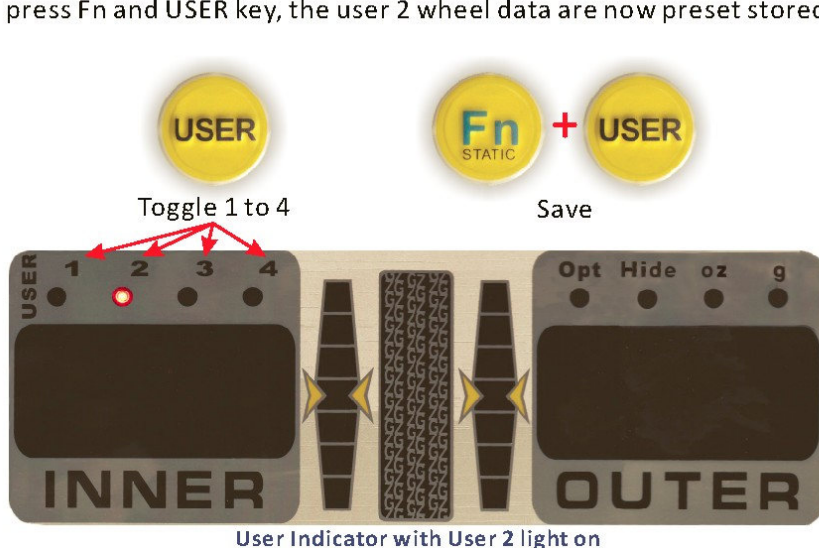 press Fn and USER key, the user 2 wheel data are now preset stored
USER
Fn
STATIC
+
USER
Toggle 1 to 4
Save
USER
1 2 3 4
Opt Hide oz g
INNER
OUTER
User Indicator with User 2 light on